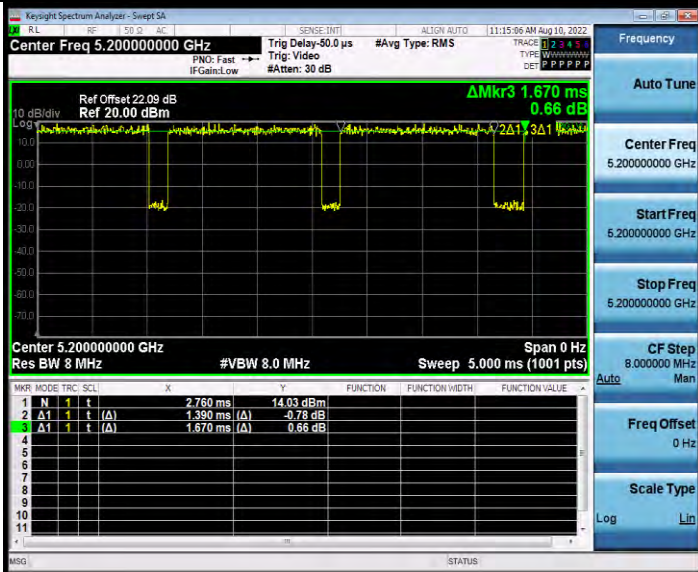 Keysight Spectrum Analyzer - Swept SA
RL RF 50 Ω AC SENSE:INT ALIGN AUTO 11:15:06 AM Aug 10, 2022
Center Freq 5.200000000 GHz
PNO: Fast
IFGain:Low
Trig Delay-50.0 µs
Trig: Video
#Atten: 30 dB
#Avg Type: RMS
TRACE 1 2 3 4 5 6
TYPE W
DET P P P P P P
Ref Offset 22.09 dB
Ref 20.00 dBm
10 dB/div
Log
ΔMkr3 1.670 ms
0.66 dB
2Δ1 3Δ1
10.0
0.00
-10.0
-20.0
-30.0
-40.0
-50.0
-60.0
-70.0
Center 5.200000000 GHz Span 0 Hz
Res BW 8 MHz #VBW 8.0 MHz Sweep 5.000 ms (1001 pts)
MKR MODE TRC SCL X Y FUNCTION FUNCTION WIDTH FUNCTION VALUE
1 N 1 t 2.760 ms 14.03 dBm
2 Δ1 1 t (Δ) 1.390 ms (Δ) -0.78 dB
3 Δ1 1 t (Δ) 1.670 ms (Δ) 0.66 dB
4
5
6
7
8
9
10
11
MSG STATUS
Frequency
Auto Tune
Center Freq
5.200000000 GHz
Start Freq
5.200000000 GHz
Stop Freq
5.200000000 GHz
CF Step
8.000000 MHz
Auto Man
Freq Offset
0 Hz
Scale Type
Log Lin